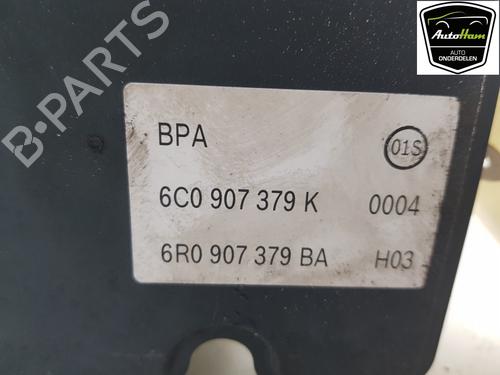 B-PARTS
AutoHam
AUTO
ONDERDELEN
BPA
01S
6C0 907 379 K 0004
6R0 907 379 BA H03